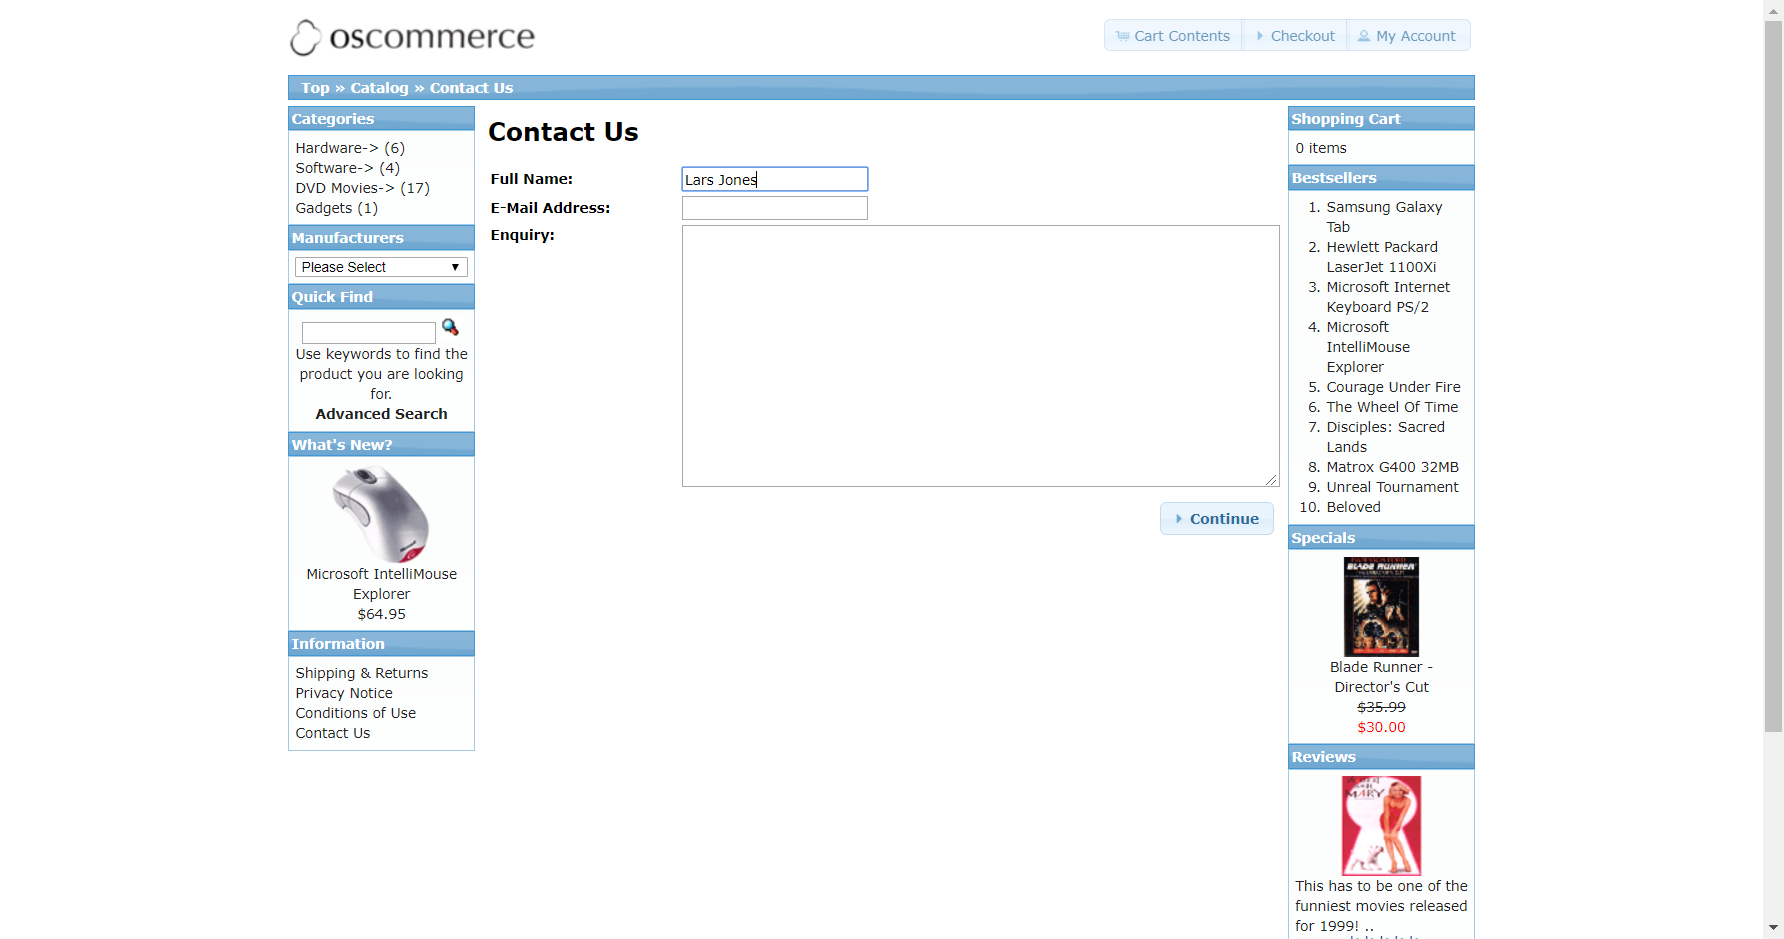 oscommerce
Cart Contents
Checkout
My Account
Top » Catalog » Contact Us
Categories
Hardware-> (6)
Software-> (4)
DVD Movies-> (17)
Gadgets (1)
Manufacturers
Please Select
Quick Find
Use keywords to find the
product you are looking
for.
Advanced Search
What's New?
Microsoft IntelliMouse
Explorer
$64.95
Information
Shipping & Returns
Privacy Notice
Conditions of Use
Contact Us
Contact Us
Full Name:
Lars Jones
E-Mail Address:
Enquiry:
Continue
Shopping Cart
0 items
Bestsellers
1. Samsung Galaxy
Tab
2. Hewlett Packard
LaserJet 1100Xi
3. Microsoft Internet
Keyboard PS/2
4. Microsoft
IntelliMouse
Explorer
5. Courage Under Fire
6. The Wheel Of Time
7. Disciples: Sacred
Lands
8. Matrox G400 32MB
9. Unreal Tournament
10. Beloved
Specials
BLADE RUNNER
Blade Runner -
Director's Cut
$35.99
$30.00
Reviews
MARY
This has to be one of the
funniest movies released
for 1999! ..